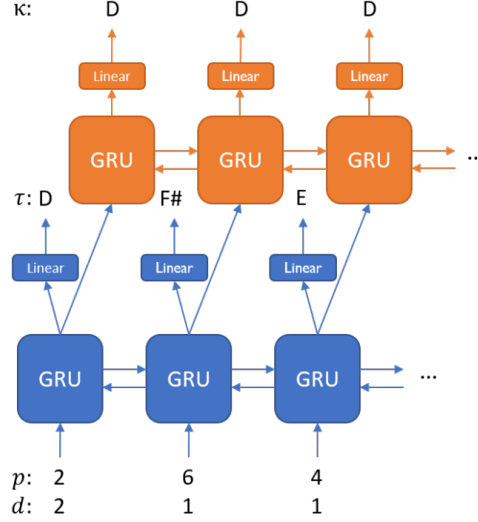 κ: D D D
Linear Linear Linear
GRU GRU GRU
..
τ: D F# E
Linear Linear Linear
GRU GRU GRU ...
p: 2 6 4
d: 2 1 1